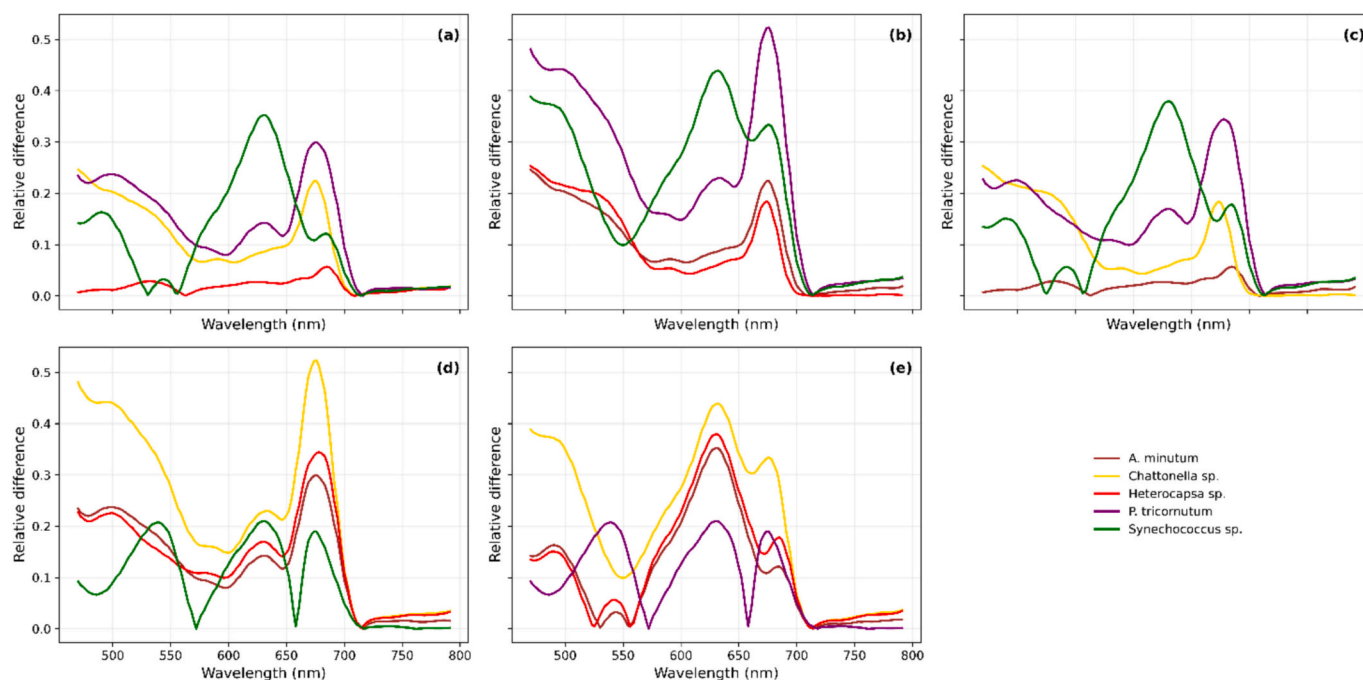 (a) (b) (c)
0.5
0.4
0.3
0.2
0.1
0.0
Relative difference Relative difference Relative difference
Wavelength (nm) Wavelength (nm) Wavelength (nm)
(d) (e)
0.5
0.4
0.3
0.2
0.1
0.0
Relative difference Relative difference
500 550 600 650 700 750 800 500 550 600 650 700 750 800
Wavelength (nm) Wavelength (nm)
A. minutum
Chattonella sp.
Heterocapsa sp.
P. tricornutum
Synechococcus sp.